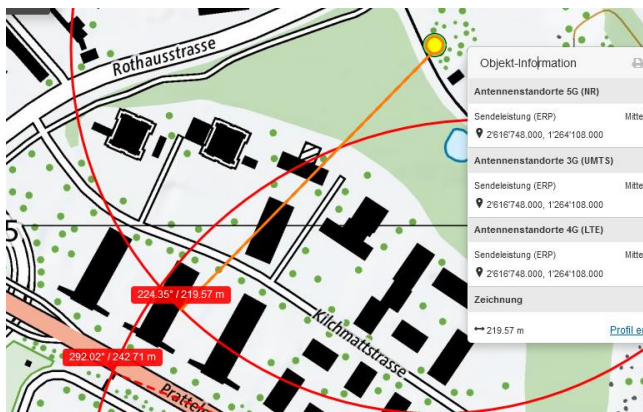 Rothausstrasse
Objekt-Information
Antennenstandorte 5G (NR)
Sendeleistung (ERP) Mitte
2'616'748.000, 1'264'108.000
Antennenstandorte 3G (UMTS)
Sendeleistung (ERP) Mitte
2'616'748.000, 1'264'108.000
Antennenstandorte 4G (LTE)
Sendeleistung (ERP) Mitte
2'616'748.000, 1'264'108.000
Zeichnung
219.57 m Profil er
5
224.35° / 219.57 m
Kilchmattstrasse
292.02° / 242.71 m
Pratteln